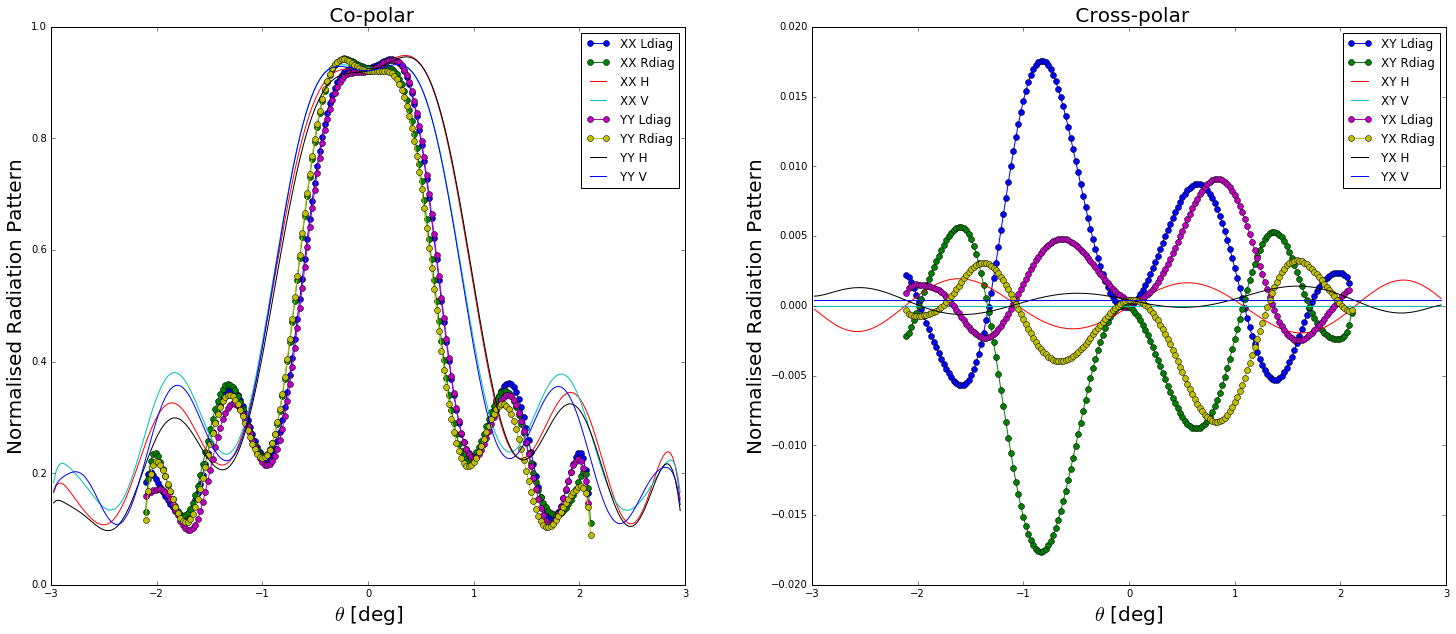 Co-polar
Normalised Radiation Pattern
1.0
0.8
0.6
0.4
0.2
0.0
−3
−2
−1
0
1
2
3
θ [deg]
XX Ldiag
XX Rdiag
XX H
XX V
YY Ldiag
YY Rdiag
YY H
YY V
Cross-polar
Normalised Radiation Pattern
0.020
0.015
0.010
0.005
0.000
−0.005
−0.010
−0.015
−0.020
−3
−2
−1
0
1
2
3
θ [deg]
XY Ldiag
XY Rdiag
XY H
XY V
YX Ldiag
YX Rdiag
YX H
YX V